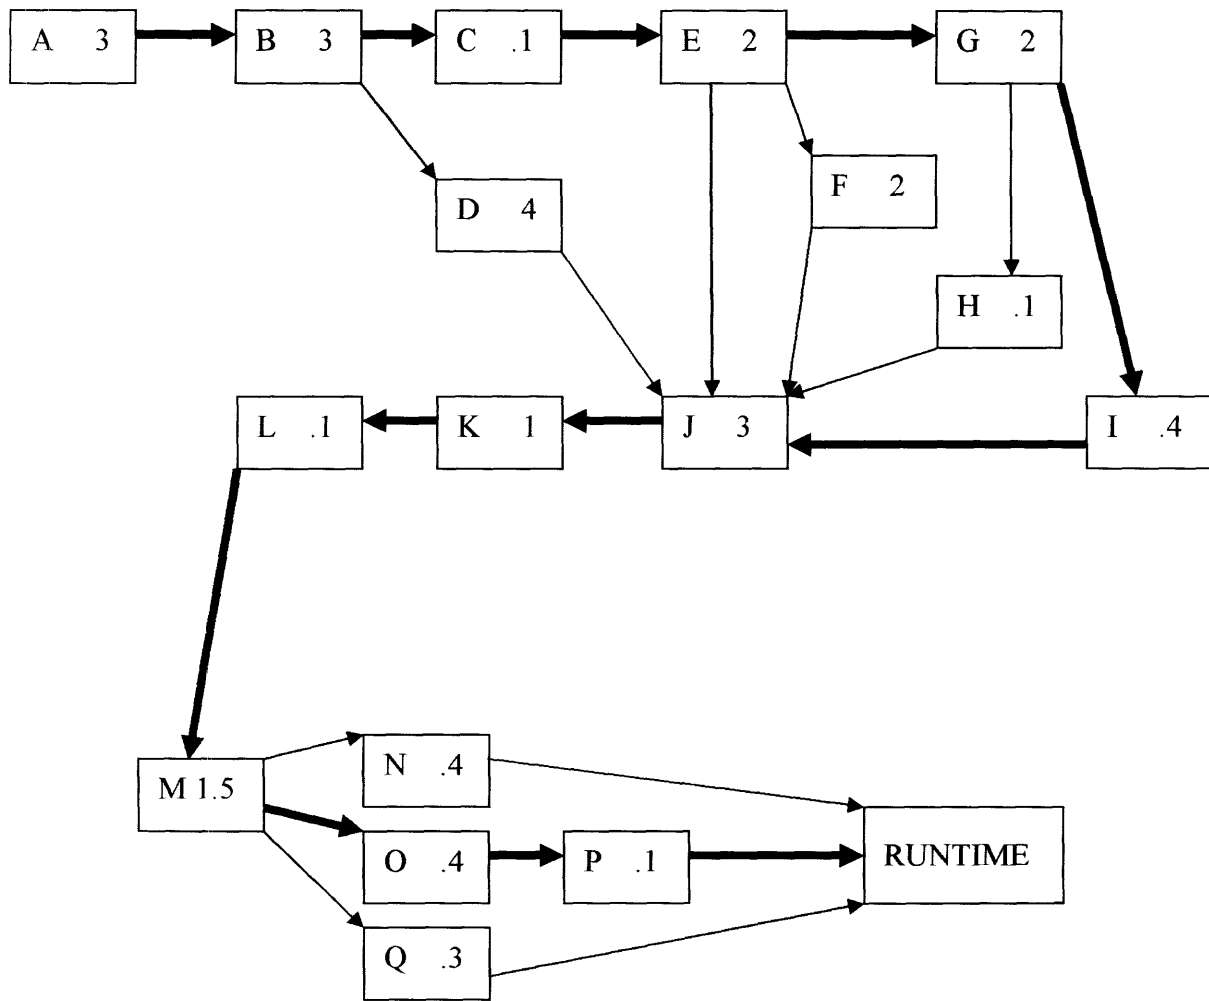 A 3
B 3
C .1
E 2
G 2
F 2
D 4
H .1
L .1
K 1
J 3
I .4
N .4
M 1.5
O .4
P .1
RUNTIME
Q .3